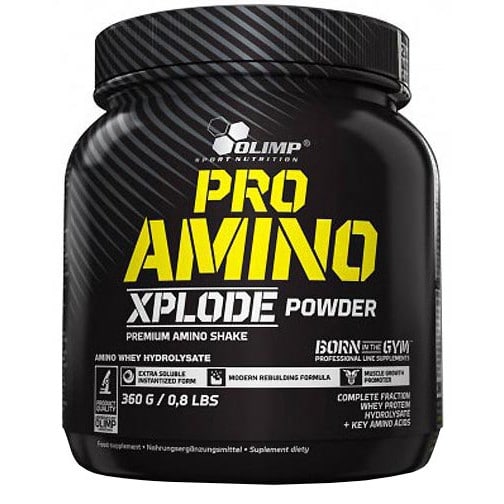 OLIMP®
SPORT NUTRITION
PRO
AMINO
XPLODE POWDER
PREMIUM AMINO SHAKE
BORN IN THE GYM™
PROFESSIONAL LINE SUPPLEMENTS
AMINO WHEY HYDROLYSATE
EXTRA SOLUBLE
INSTANTIZED FORM
MODERN REBUILDING FORMULA
MUSCLE GROWTH
PROMOTER
PRODUCT
QUALITY
OLIMP
360 G / 0,8 LBS
COMPLETE FRACTION
WHEY PROTEIN
HYDROLYSATE
+ KEY AMINO ACIDS
Food supplement / Nahrungsergänzungsmittel / Suplement diety